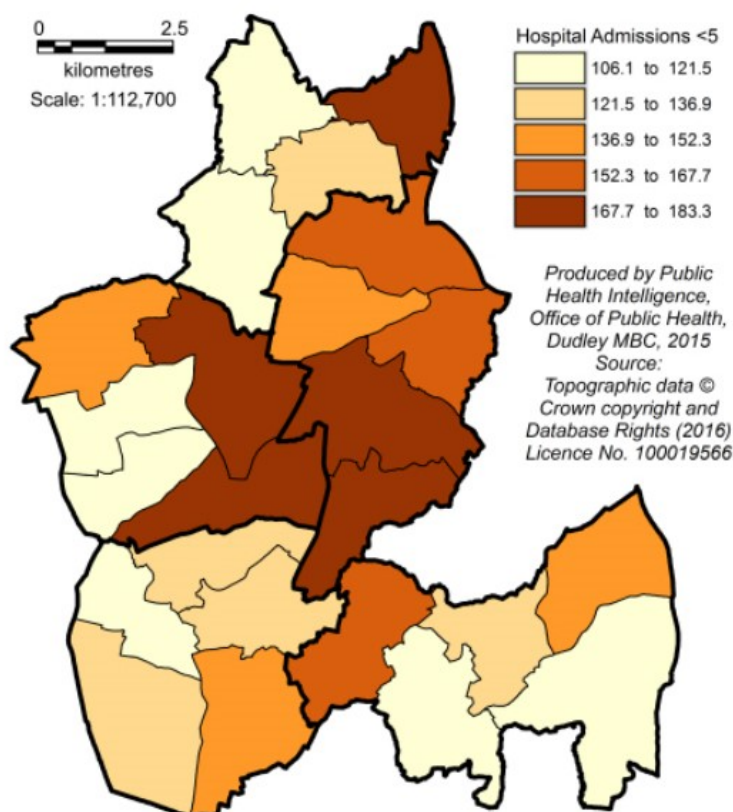 0 2.5
kilometres
Scale: 1:112,700
Hospital Admissions <5
106.1 to 121.5
121.5 to 136.9
136.9 to 152.3
152.3 to 167.7
167.7 to 183.3
Produced by Public
Health Intelligence,
Office of Public Health,
Dudley MBC, 2015
Source:
Topographic data ©
Crown copyright and
Database Rights (2016)
Licence No. 100019566